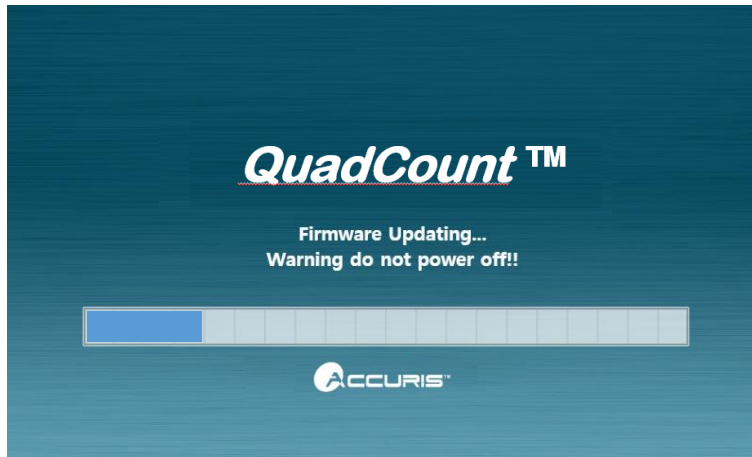 QuadCount ™
Firmware Updating...
Warning do not power off!!
ACCURIS™